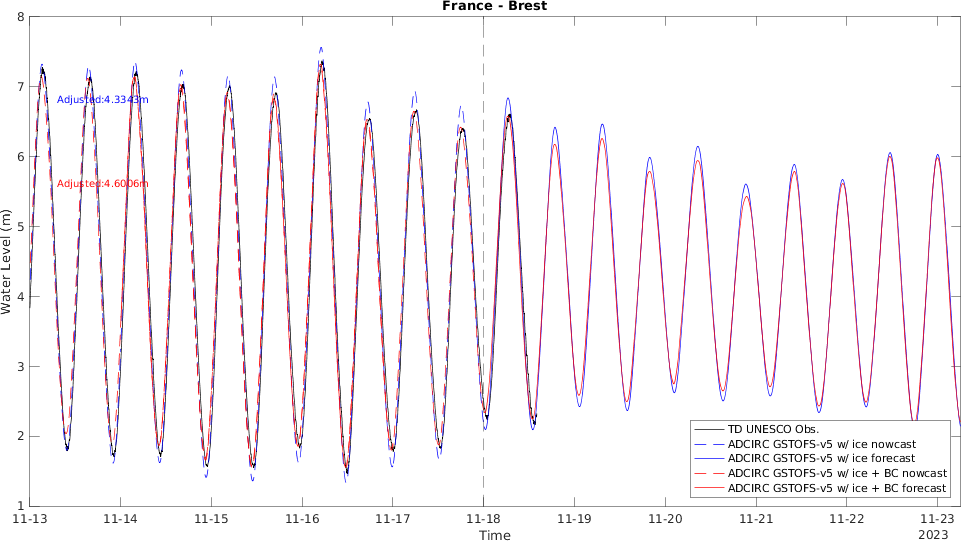 France - Brest
8
7
6
5
4
3
2
1
Water Level (m)
Adjusted:4.3343m
Adjusted:4.6006m
TD UNESCO Obs.
ADCIRC GSTOFS-v5 w/ ice nowcast
ADCIRC GSTOFS-v5 w/ ice forecast
ADCIRC GSTOFS-v5 w/ ice + BC nowcast
ADCIRC GSTOFS-v5 w/ ice + BC forecast
11-13 11-14 11-15 11-16 11-17 11-18 11-19 11-20 11-21 11-22 11-23
Time
2023